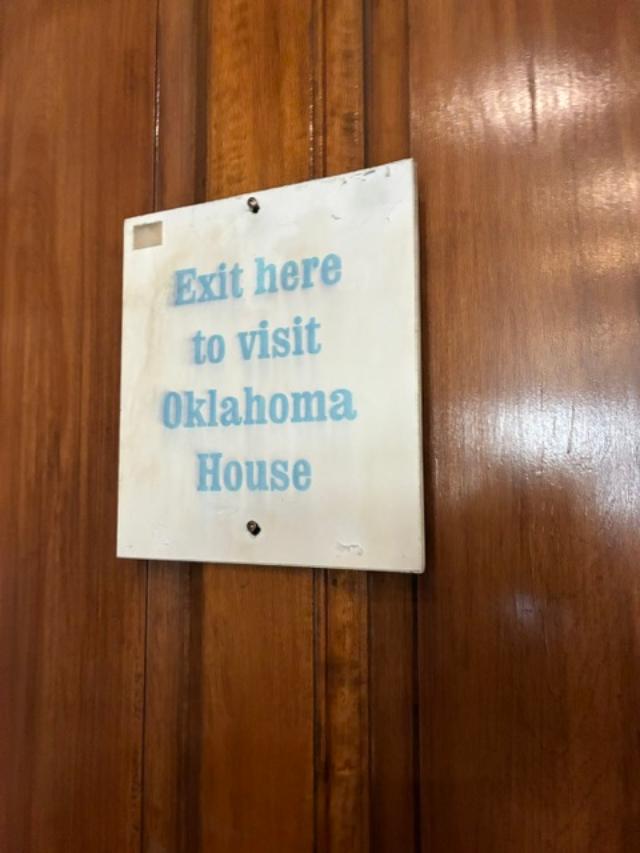 Exit here
to visit
Oklahoma
House